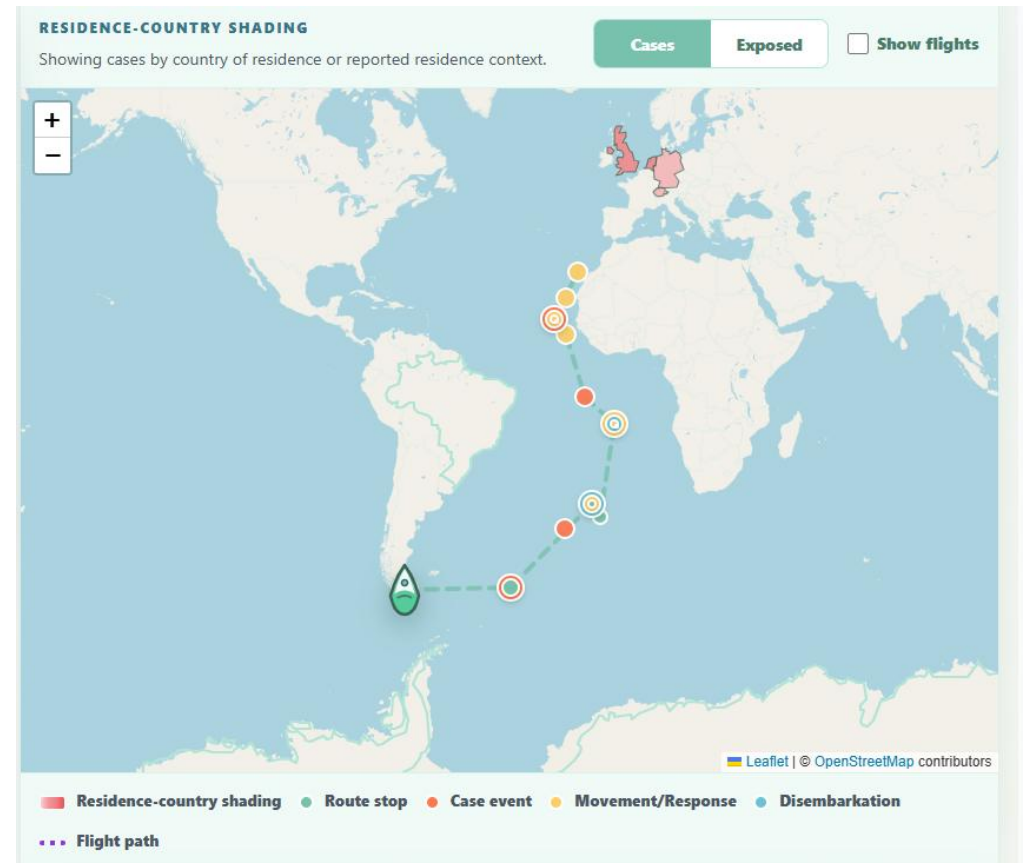 RESIDENCE-COUNTRY SHADING
Showing cases by country of residence or reported residence context.
Cases
Exposed
Show flights
+
−
Leaflet | © OpenStreetMap contributors
Residence-country shading
Route stop
Case event
Movement/Response
Disembarkation
Flight path